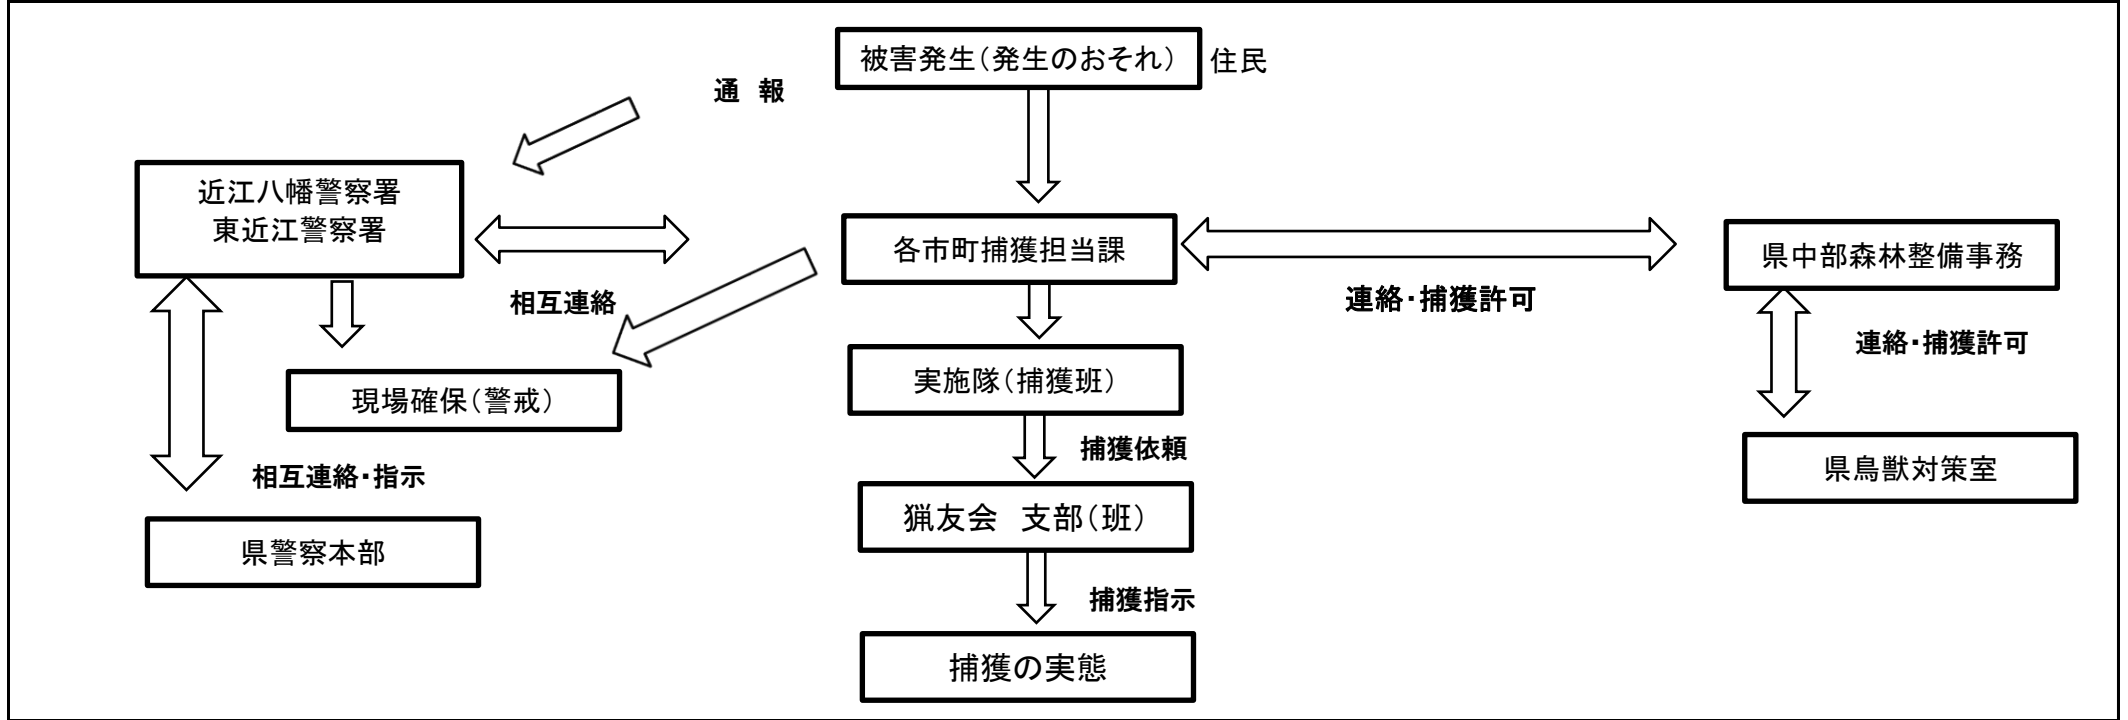 被害発生（発生のおそれ） 住民
通　報
近江八幡警察署
東近江警察署
各市町捕獲担当課
県中部森林整備事務
相互連絡
連絡・捕獲許可
連絡・捕獲許可
実施隊（捕獲班）
現場確保（警戒）
捕獲依頼
相互連絡・指示
県鳥獣対策室
猟友会　支部（班）
県警察本部
捕獲指示
捕獲の実態